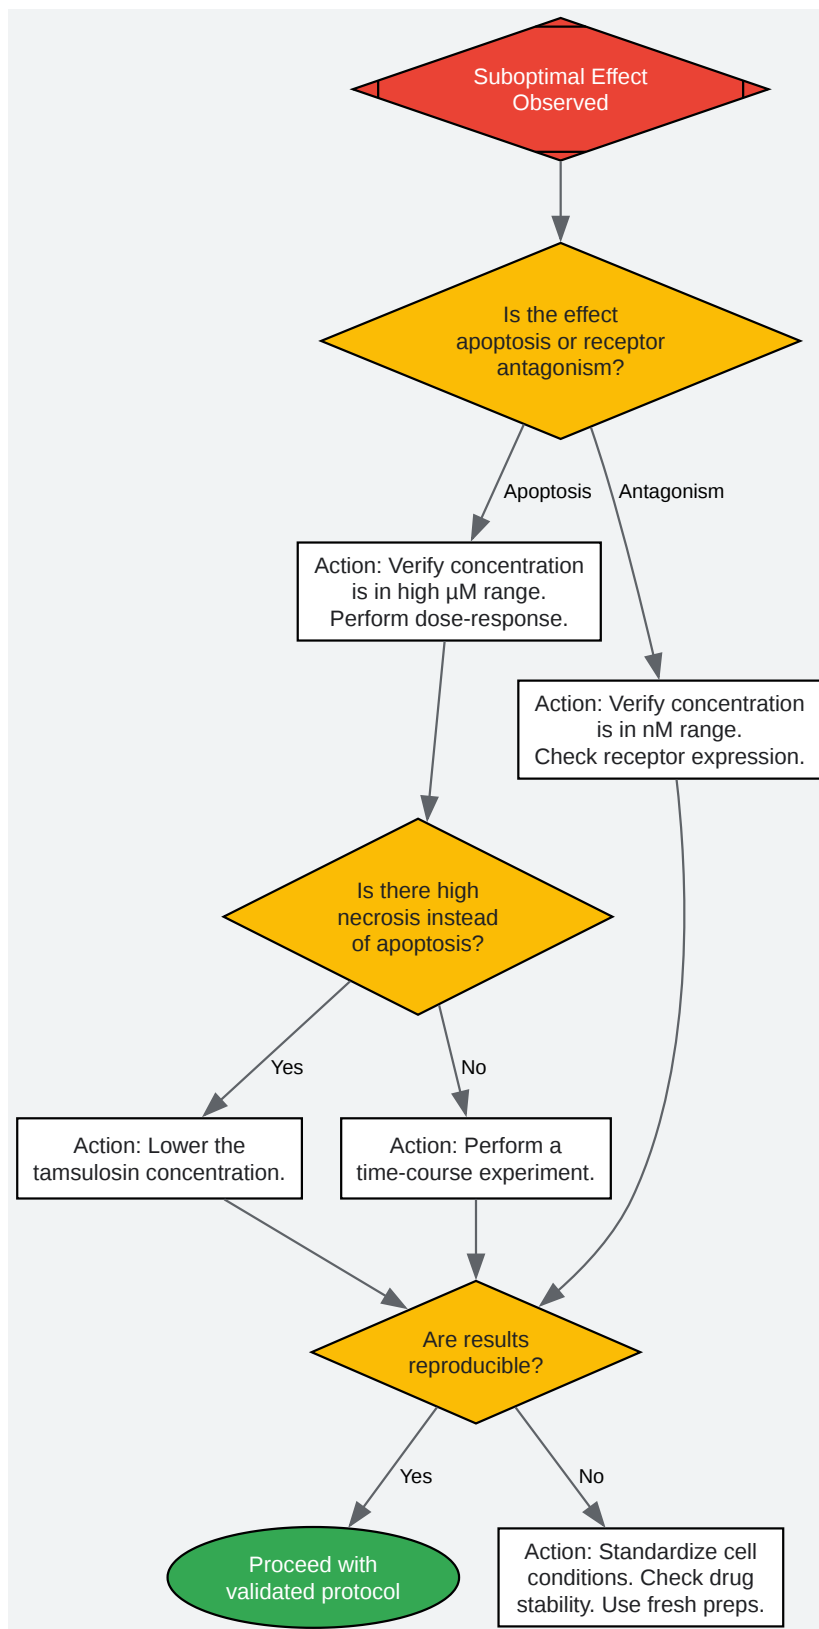 Suboptimal Effect
Observed
Is the effect
apoptosis or receptor
antagonism?
Apoptosis
Antagonism
Action: Verify concentration
is in high µM range.
Perform dose-response.
Action: Verify concentration
is in nM range.
Check receptor expression.
Is there high
necrosis instead
of apoptosis?
Yes
No
Action: Lower the
tamsulosin concentration.
Action: Perform a
time-course experiment.
Are results
reproducible?
Yes
No
Proceed with
validated protocol
Action: Standardize cell
conditions. Check drug
stability. Use fresh preps.